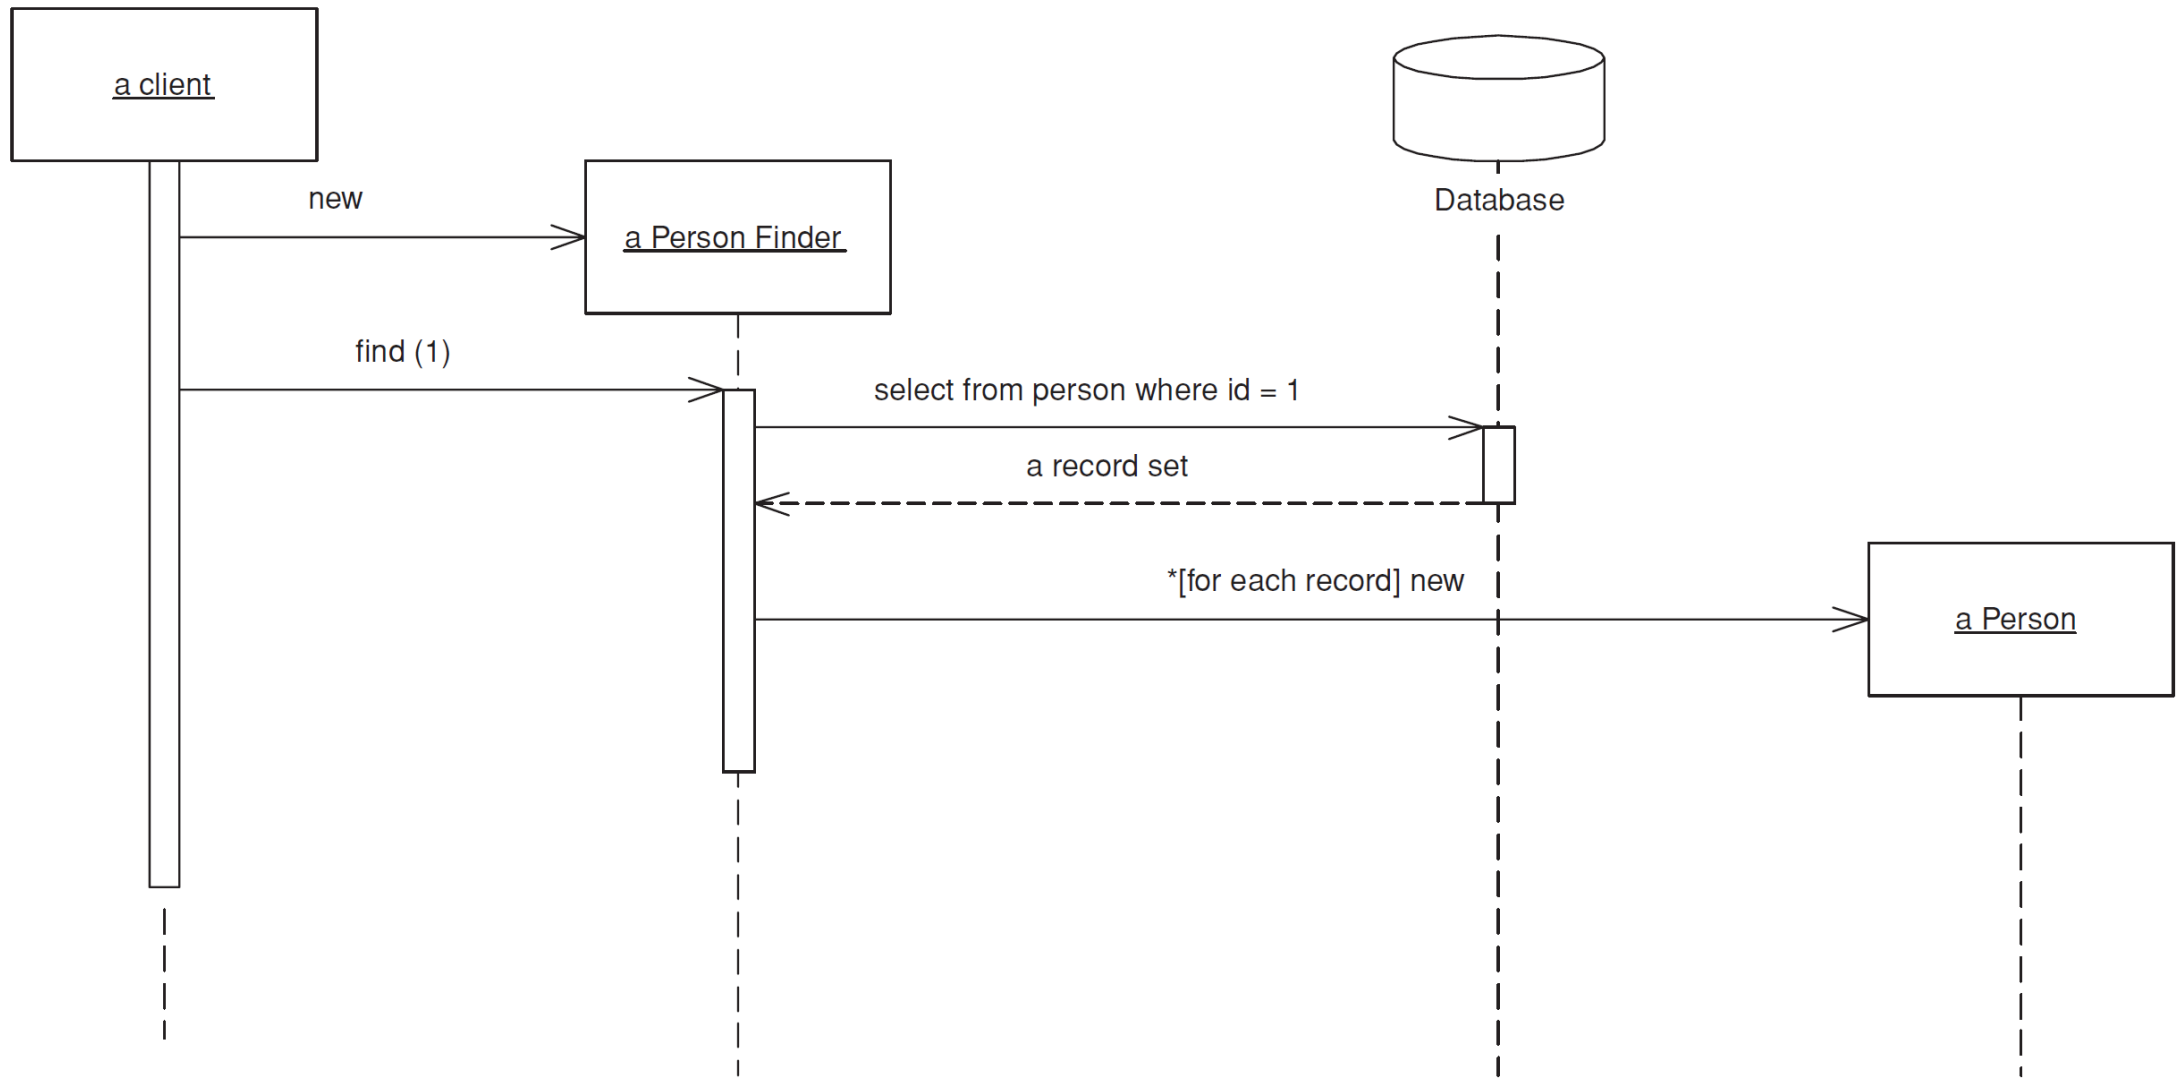 a client
new
a Person Finder
Database
find (1)
select from person where id = 1
a record set
*[for each record] new
a Person